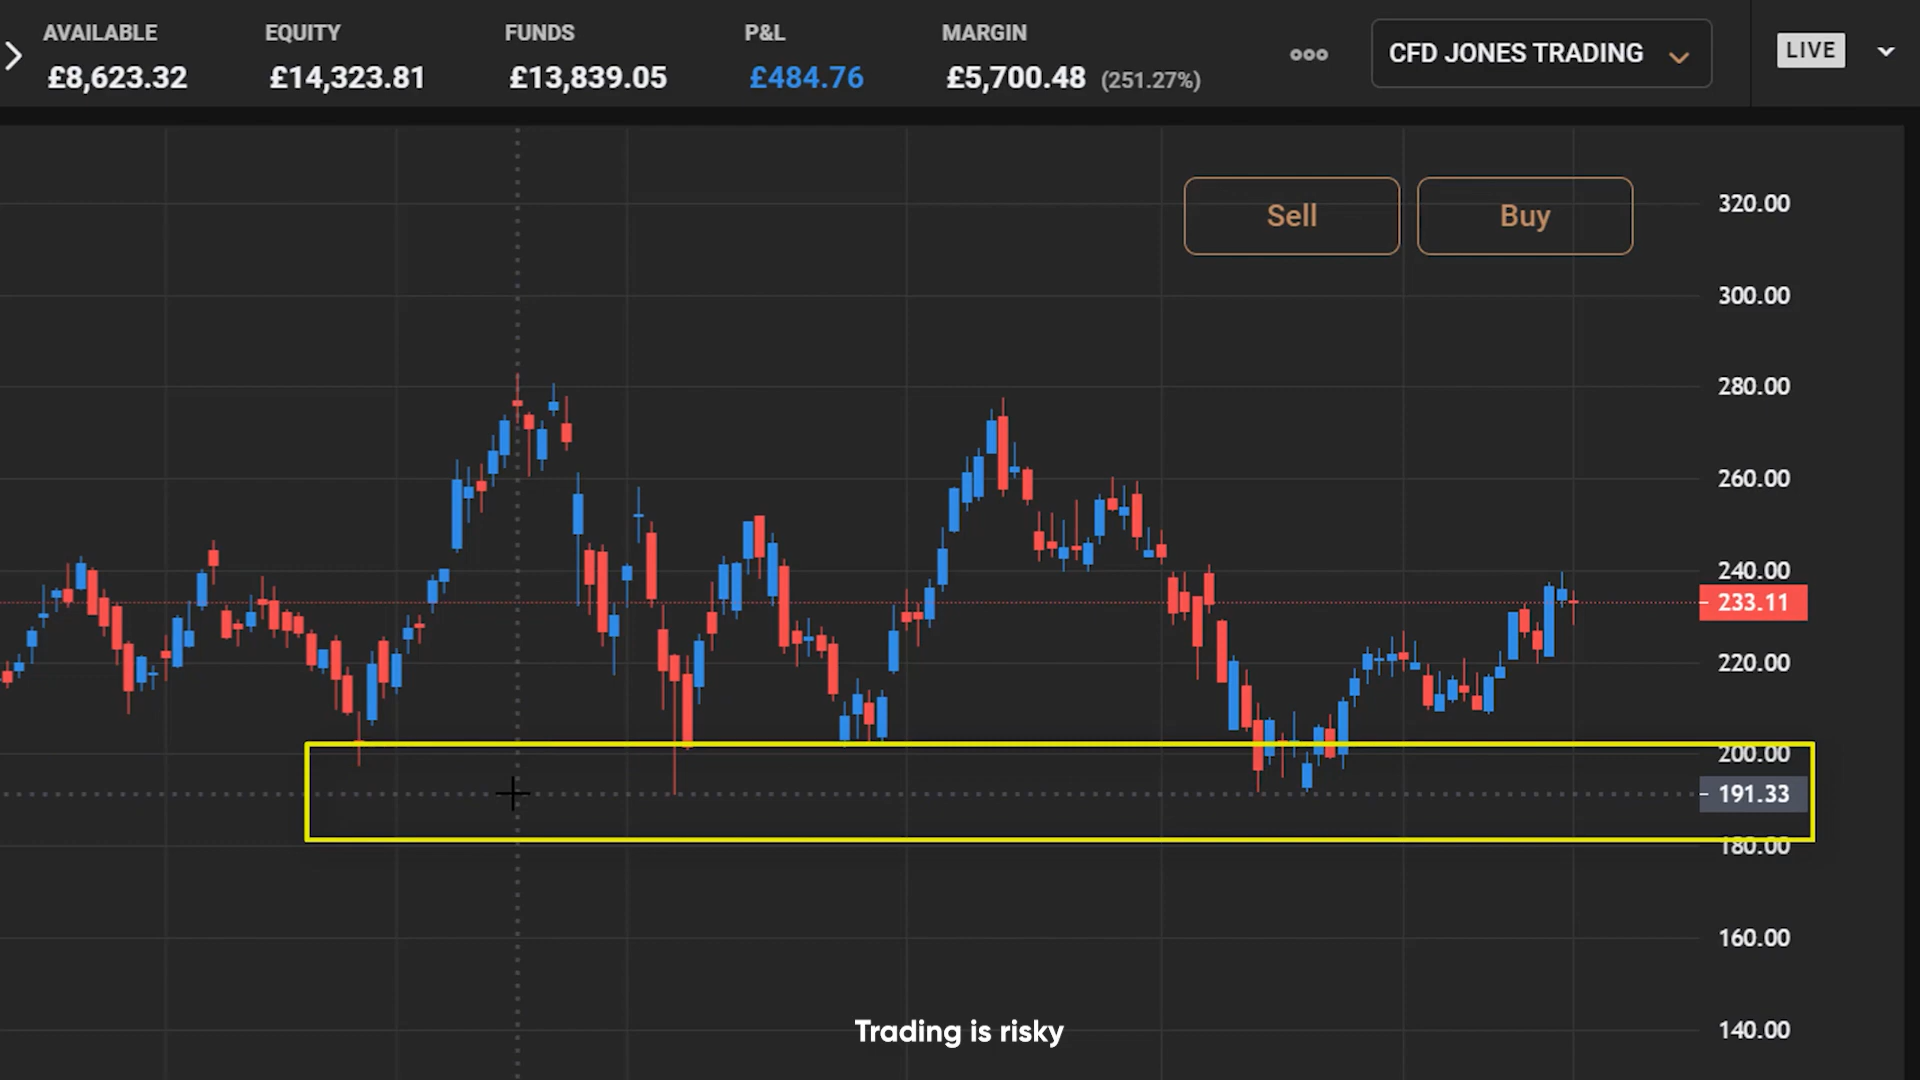 AVAILABLE
£8,623.32
EQUITY
£14,323.81
FUNDS
£13,839.05
P&L
£484.76
MARGIN
£5,700.48 (251.27%)
CFD JONES TRADING
LIVE
Sell
Buy
320.00
300.00
280.00
260.00
240.00
233.11
220.00
200.00
191.33
180.00
160.00
140.00
Trading is risky